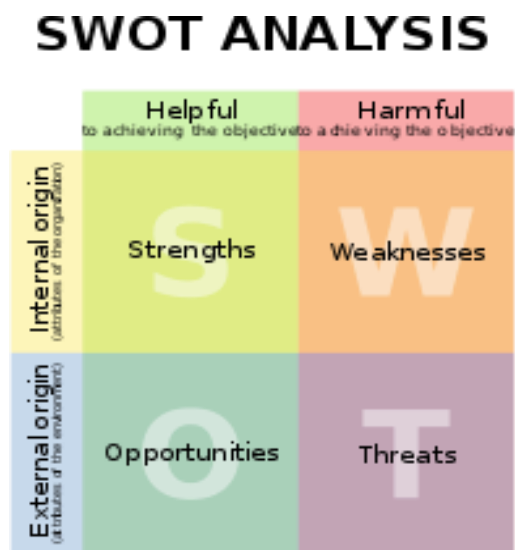 SWOT ANALYSIS
Helpful
to achieving the objective
Harmful
to achieving the objective
Internal origin
(attributes of the organization)
S
Strengths
W
Weaknesses
External origin
(attributes of the environment)
O
Opportunities
T
Threats